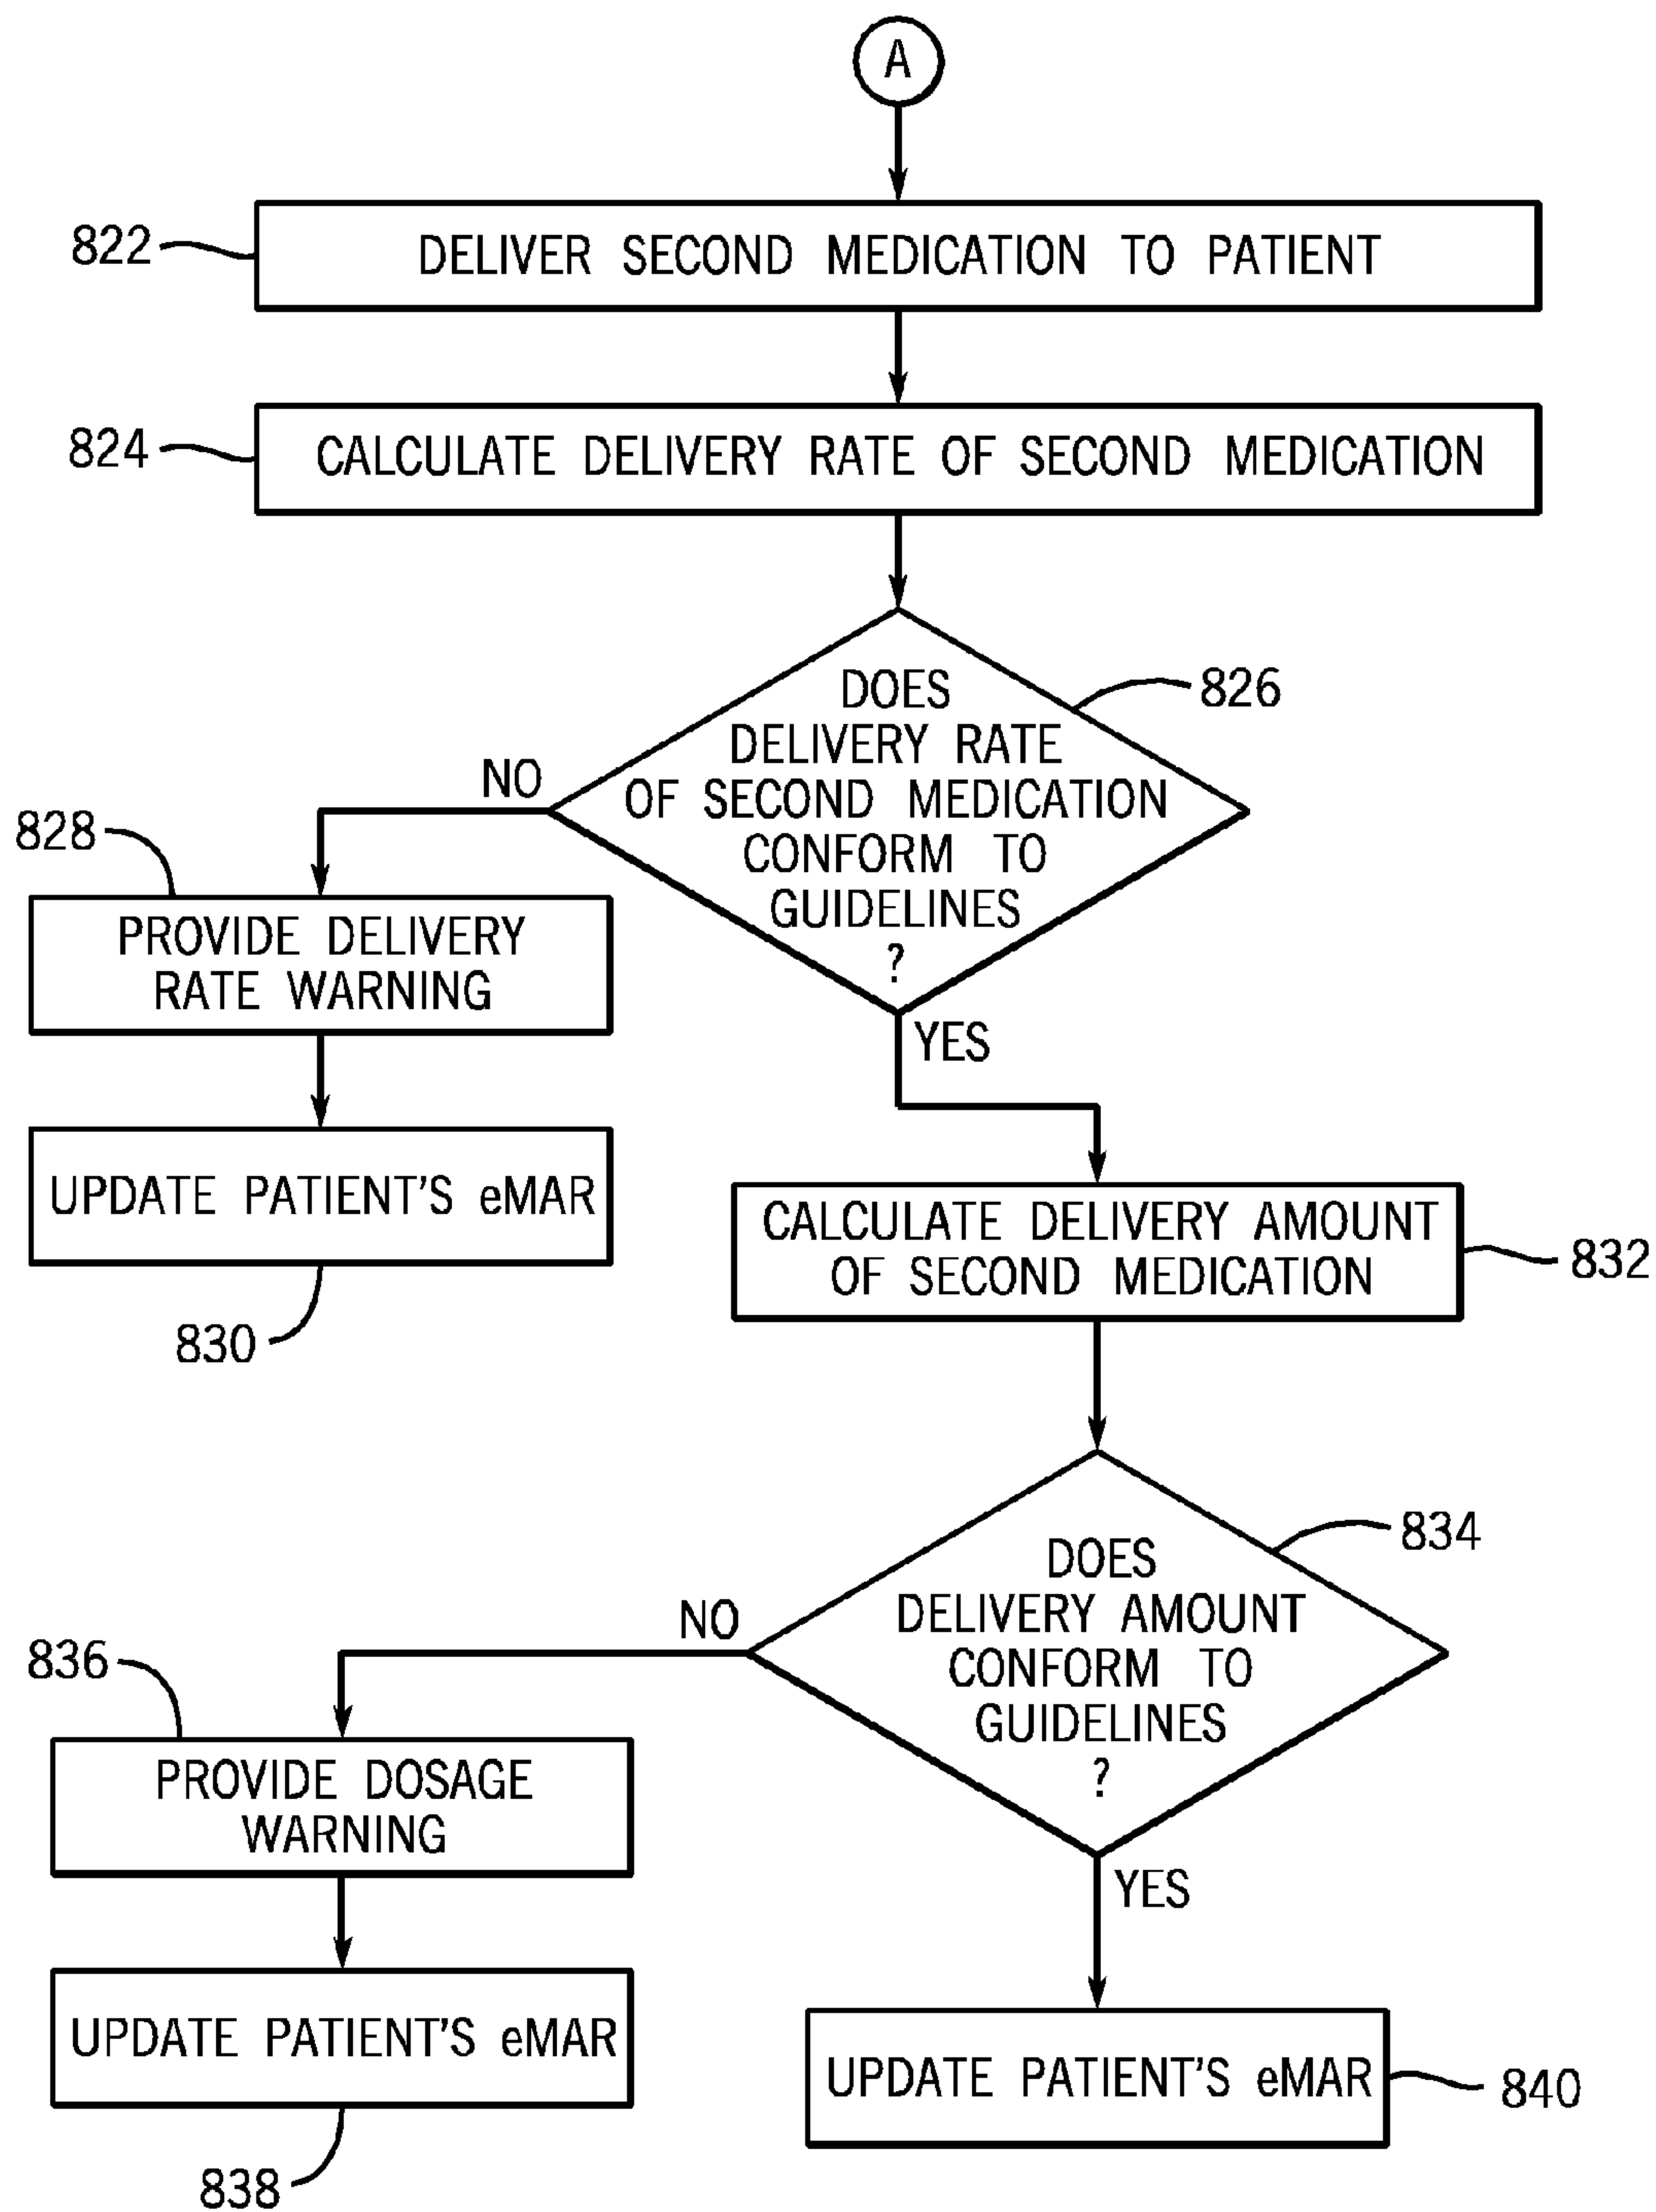 A
822
DELIVER SECOND MEDICATION TO PATIENT
824
CALCULATE DELIVERY RATE OF SECOND MEDICATION
826
DOES
DELIVERY RATE
OF SECOND MEDICATION
CONFORM TO
GUIDELINES
?
NO
YES
828
PROVIDE DELIVERY
RATE WARNING
UPDATE PATIENT'S eMAR
830
CALCULATE DELIVERY AMOUNT
OF SECOND MEDICATION
832
834
DOES
DELIVERY AMOUNT
CONFORM TO
GUIDELINES
?
NO
YES
836
PROVIDE DOSAGE
WARNING
UPDATE PATIENT'S eMAR
838
UPDATE PATIENT'S eMAR
840